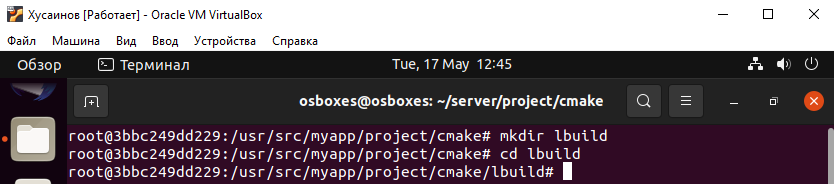 Хусаинов [Работает] - Oracle VM VirtualBox
Файл Машина Вид Ввод Устройства Справка
Обзор Терминал Tue, 17 May 12:45
osboxes@osboxes: ~/server/project/cmake
root@3bbc249dd229:/usr/src/myapp/project/cmake# mkdir lbuild
root@3bbc249dd229:/usr/src/myapp/project/cmake# cd lbuild
root@3bbc249dd229:/usr/src/myapp/project/cmake/lbuild#